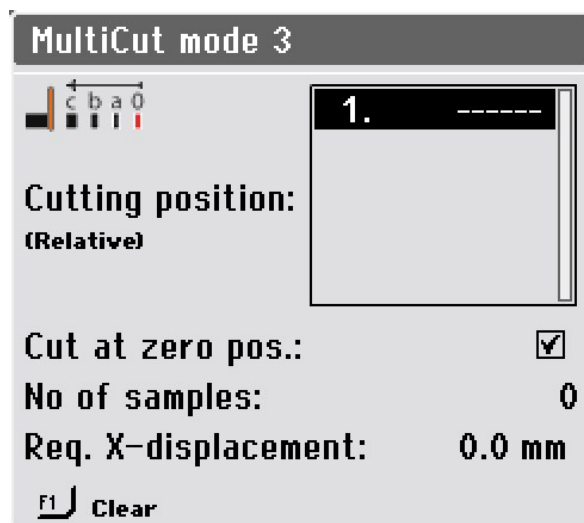 MultiCut mode 3
c b a 0
1. ------
Cutting position:
(Relative)
Cut at zero pos.:
No of samples: 0
Req. X-displacement: 0.0 mm
F1 Clear